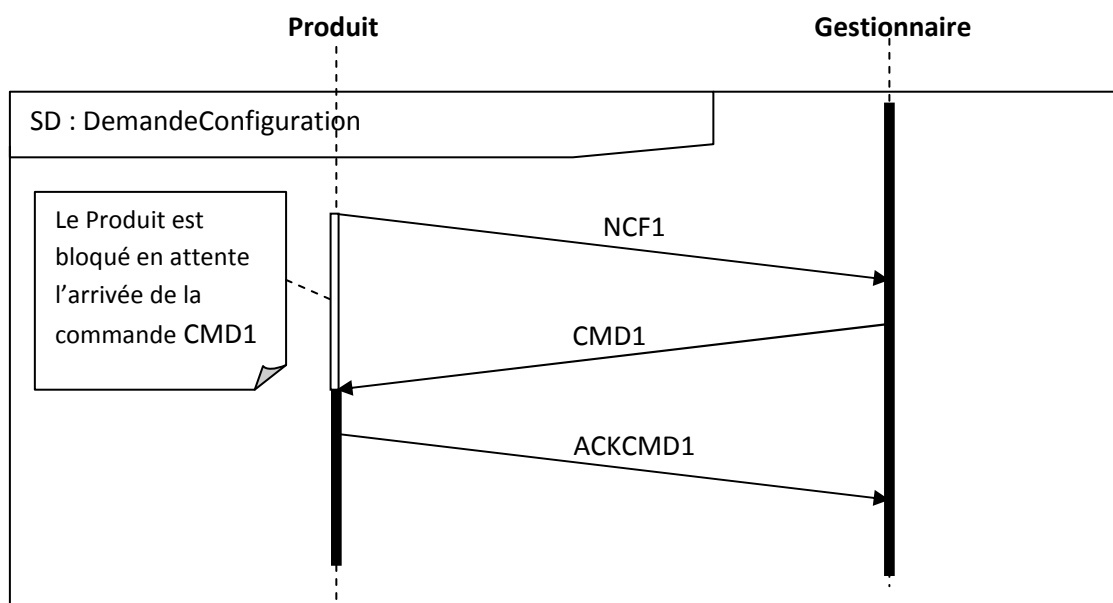 Produit
Gestionnaire
SD : DemandeConfiguration
Le Produit est
bloqué en attente
l’arrivée de la
commande CMD1
NCF1
CMD1
ACKCMD1